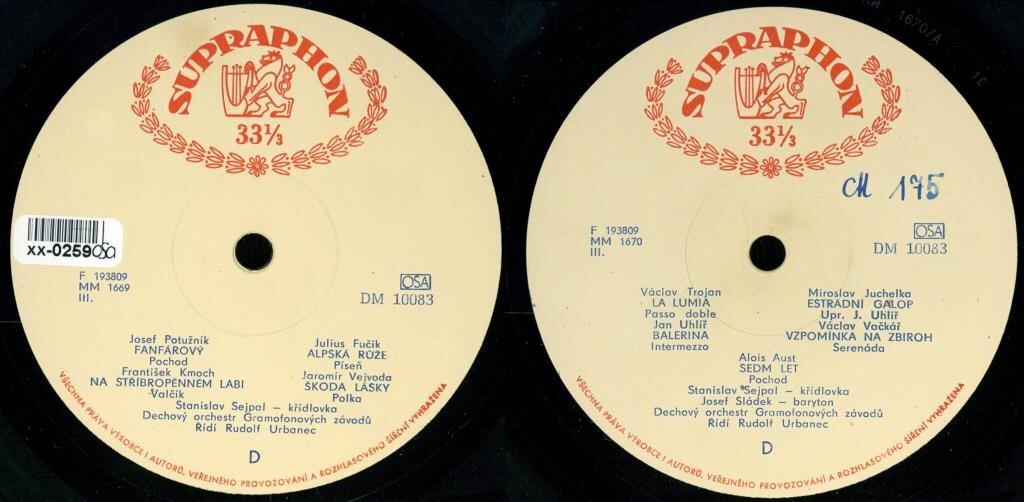 SUPRAPHON
33⅓
xx-0259
OSA
F 193809
MM 1669
III.
DM 10083
Josef Potužník
FANFÁROVÝ
Pochod
František Kmoch
NA STŘÍBROPĚNNÉM LABI
Valčík
Julius Fučík
ALPSKÁ RŮŽE
Píseň
Jaromír Vejvoda
ŠKODA LÁSKY
Polka
Stanislav Sejpal – křídlovka
Dechový orchestr Gramofonových závodů
Řídí Rudolf Urbanec
D
VŠECHNA PRÁVA VÝROBCE I AUTORŮ, VEŘEJNÉHO PROVOZOVÁNÍ A ROZHLASOVÉHO ŠÍŘENÍ VYHRAŽENA
MM 1670/A
SUPRAPHON
33⅓
CM 175
F 193809
MM 1670
III.
OSA
DM 10083
Václav Trojan
LA LUMIA
Passo doble
Jan Uhlíř
BALERINA
Intermezzo
Miroslav Juchelka
ESTRÁDNÍ GALOP
Upr. J. Uhlíř
Václav Vačkář
VZPOMÍNKA NA ZBIROH
Serenáda
Alois Aust
SEDM LET
Pochod
Stanislav Sejpal – křídlovka
Josef Sládek – baryton
Dechový orchestr Gramofonových závodů
Řídí Rudolf Urbanec
D
VŠECHNA PRÁVA VÝROBCE I AUTORŮ, VEŘEJNÉHO PROVOZOVÁNÍ A ROZHLASOVÉHO ŠÍŘENÍ VYHRAŽENA